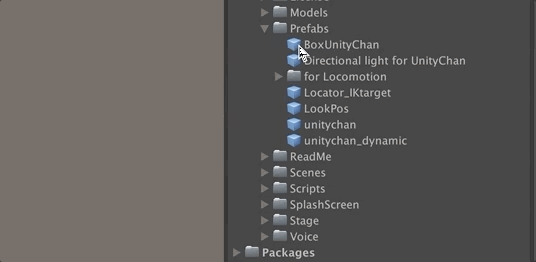 Models
Prefabs
BoxUnityChan
Directional light for UnityChan
for Locomotion
Locator_IKtarget
LookPos
unitychan
unitychan_dynamic
ReadMe
Scenes
Scripts
SplashScreen
Stage
Voice
Packages